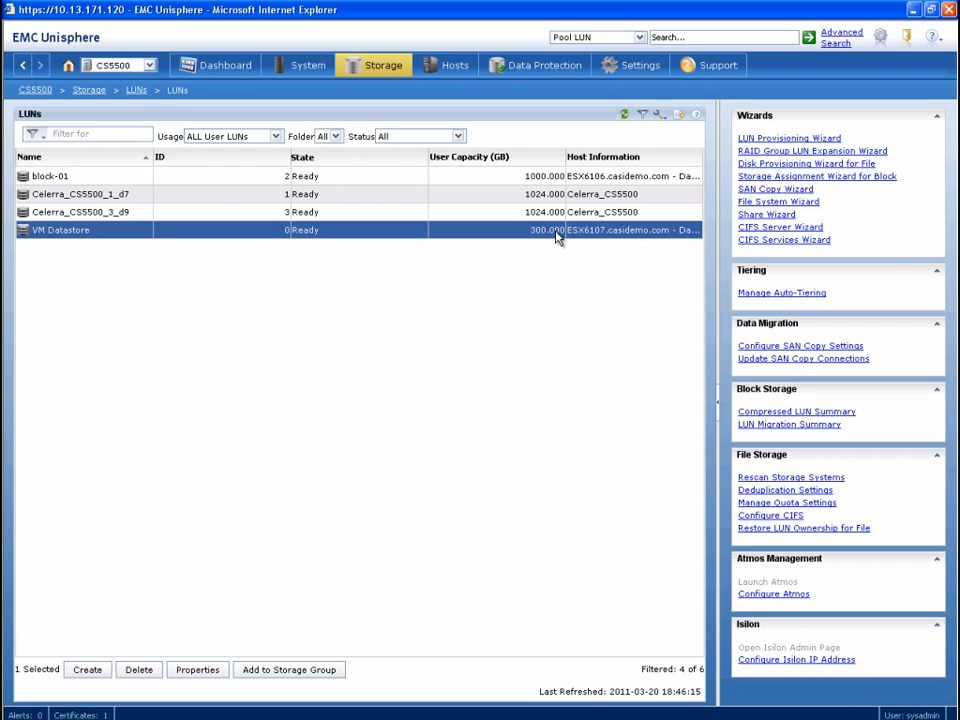 https://10.13.171.120 - EMC Unisphere - Microsoft Internet Explorer
EMC Unisphere
Pool LUN
Search...
Advanced Search
CS5500
Dashboard
System
Storage
Hosts
Data Protection
Settings
Support
CS5500 > Storage > LUNs > LUNs
LUNs
Filter for
Usage ALL User LUNs
Folder All
Status All
Name ID State User Capacity (GB) Host Information
block-01 2 Ready 1000.000 ESX6106.casidemo.com - Da...
Celerra_CS5500_1_d7 1 Ready 1024.000 Celerra_CS5500
Celerra_CS5500_3_d9 3 Ready 1024.000 Celerra_CS5500
VM Datastore 0 Ready 300.000 ESX6107.casidemo.com - Da...
1 Selected
Create
Delete
Properties
Add to Storage Group
Filtered: 4 of 6
Last Refreshed: 2011-03-20 18:46:15
Wizards
LUN Provisioning Wizard
RAID Group LUN Expansion Wizard
Disk Provisioning Wizard for File
Storage Assignment Wizard for Block
SAN Copy Wizard
File System Wizard
Share Wizard
CIFS Server Wizard
CIFS Services Wizard
Tiering
Manage Auto-Tiering
Data Migration
Configure SAN Copy Settings
Update SAN Copy Connections
Block Storage
Compressed LUN Summary
LUN Migration Summary
File Storage
Rescan Storage Systems
Deduplication Settings
Manage Quota Settings
Configure CIFS
Restore LUN Ownership for File
Atmos Management
Launch Atmos
Configure Atmos
Isilon
Open Isilon Admin Page
Configure Isilon IP Address
Alerts: 0
Certificates: 1
User: sysadmin